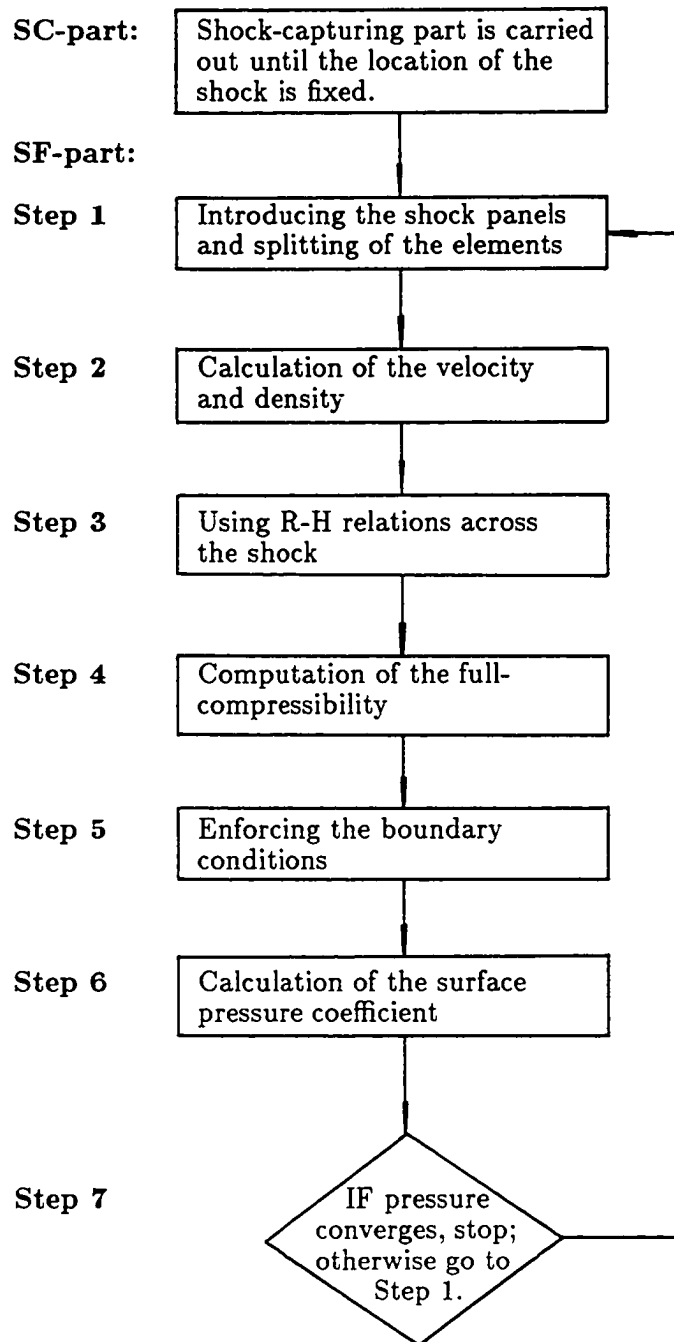 SC-part:
Shock-capturing part is carried
out until the location of the
shock is fixed.
SF-part:
Step 1
Introducing the shock panels
and splitting of the elements
Step 2
Calculation of the velocity
and density
Step 3
Using R-H relations across
the shock
Step 4
Computation of the full-
compressibility
Step 5
Enforcing the boundary
conditions
Step 6
Calculation of the surface
pressure coefficient
Step 7
IF pressure
converges, stop;
otherwise go to
Step 1.